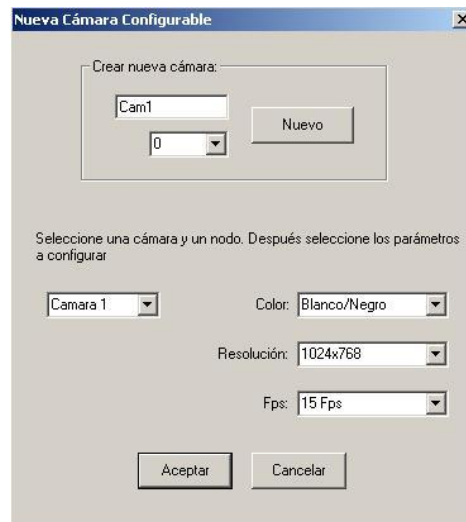 Nueva Cámara Configurable
Crear nueva cámara:
Cam1
0
Nuevo
Seleccione una cámara y un nodo. Después seleccione los parámetros
a configurar
Camara 1
Color: Blanco/Negro
Resolución: 1024x768
Fps: 15 Fps
Aceptar
Cancelar